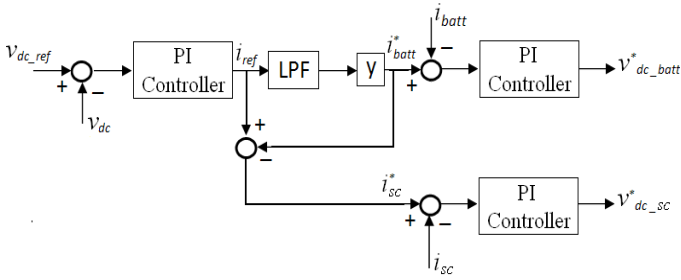 v_dc_ref
+
−
v_dc
PI
Controller
i_ref
LPF
y
i*_batt
i_batt
−
+
PI
Controller
v*_dc_batt
+
−
i*_sc
+
−
i_sc
PI
Controller
v*_dc_sc